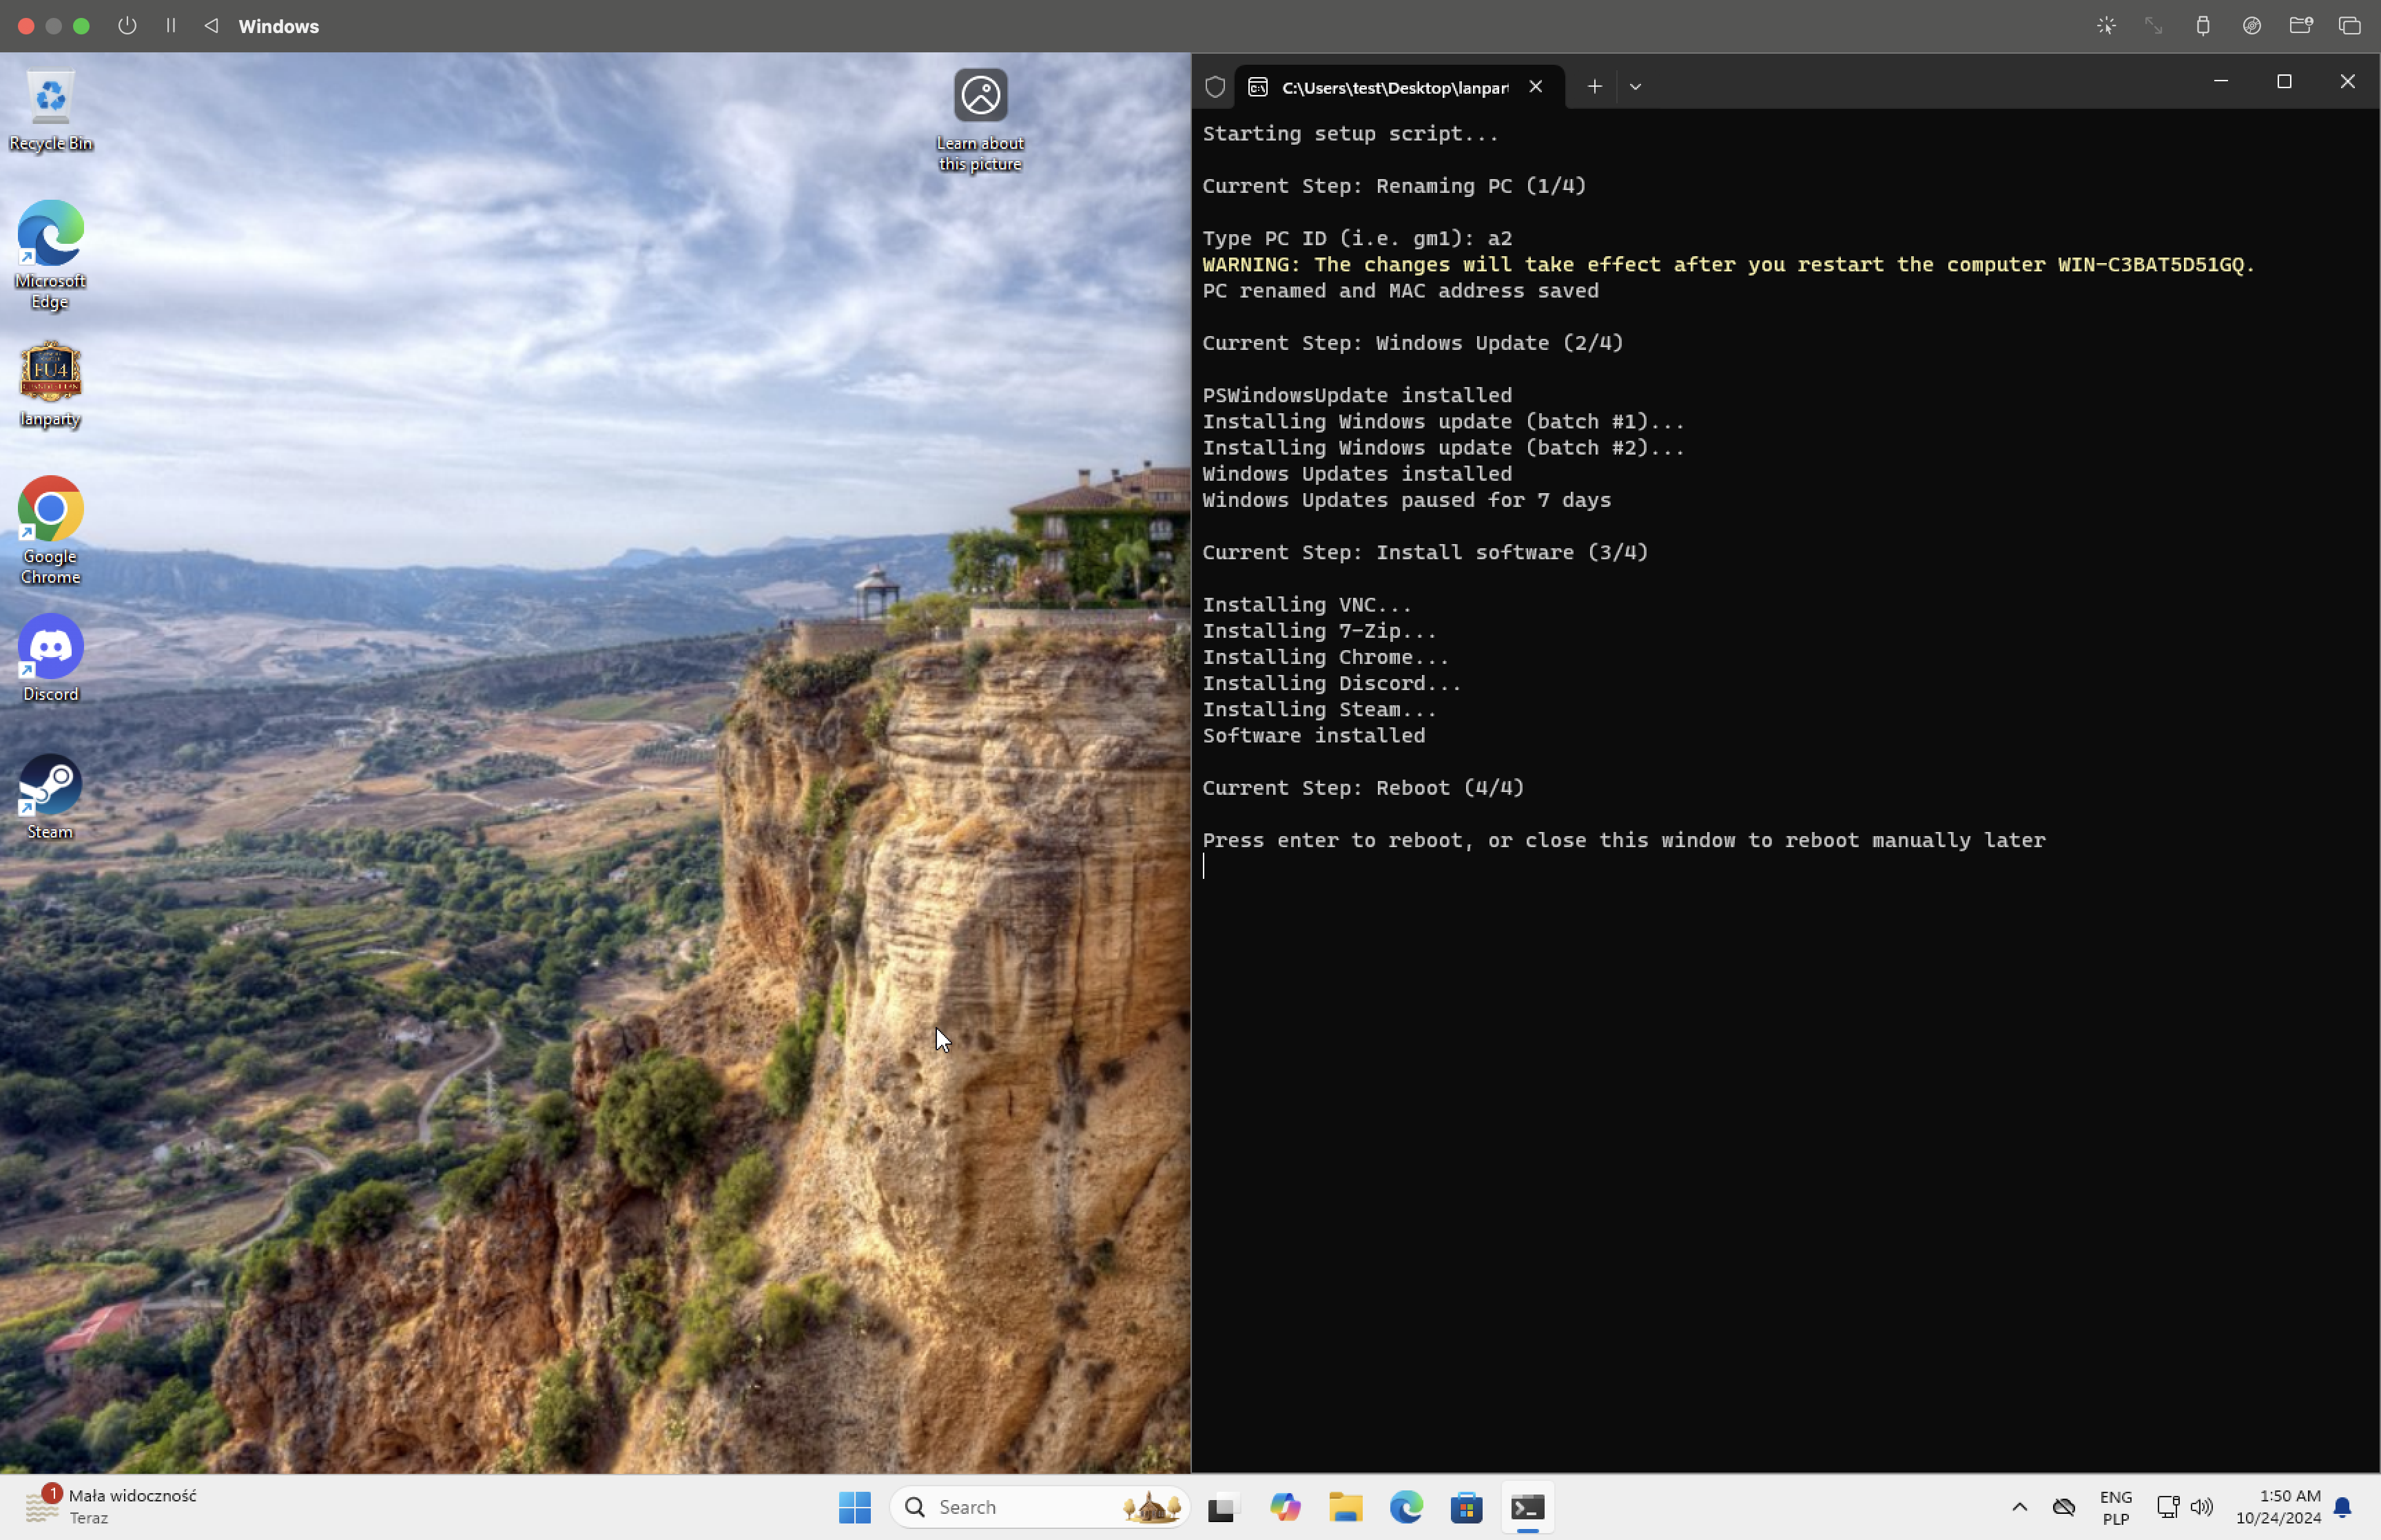 Windows
Recycle Bin
Microsoft
Edge
EU4
lanparty
Google
Chrome
Discord
Steam
Learn about
this picture
C:\Users\test\Desktop\lanpar
Starting setup script...
Current Step: Renaming PC (1/4)
Type PC ID (i.e. gm1): a2
WARNING: The changes will take effect after you restart the computer WIN-C3BAT5D51GQ.
PC renamed and MAC address saved
Current Step: Windows Update (2/4)
PSWindowsUpdate installed
Installing Windows update (batch #1)...
Installing Windows update (batch #2)...
Windows Updates installed
Windows Updates paused for 7 days
Current Step: Install software (3/4)
Installing VNC...
Installing 7-Zip...
Installing Chrome...
Installing Discord...
Installing Steam...
Software installed
Current Step: Reboot (4/4)
Press enter to reboot, or close this window to reboot manually later
1
Mała widoczność
Teraz
Search
ENG
PLP
1:50 AM
10/24/2024